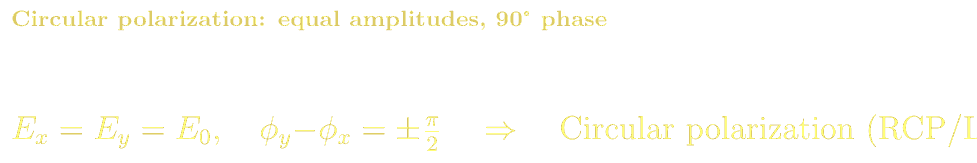 Circular polarization: equal amplitudes, 90° phase
E_x = E_y = E_0, ϕ_y−ϕ_x = ±π/2 ⇒ Circular polarization (RCP/